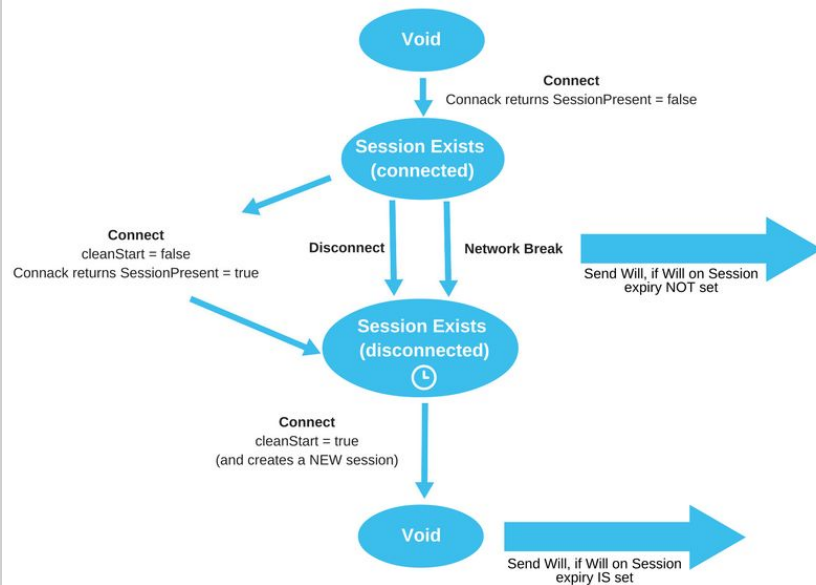 Void
Connect
Connack returns SessionPresent = false
Session Exists
(connected)
Connect
cleanStart = false
Connack returns SessionPresent = true
Disconnect
Network Break
Send Will, if Will on Session
expiry NOT set
Session Exists
(disconnected)
Connect
cleanStart = true
(and creates a NEW session)
Void
Send Will, if Will on Session
expiry IS set